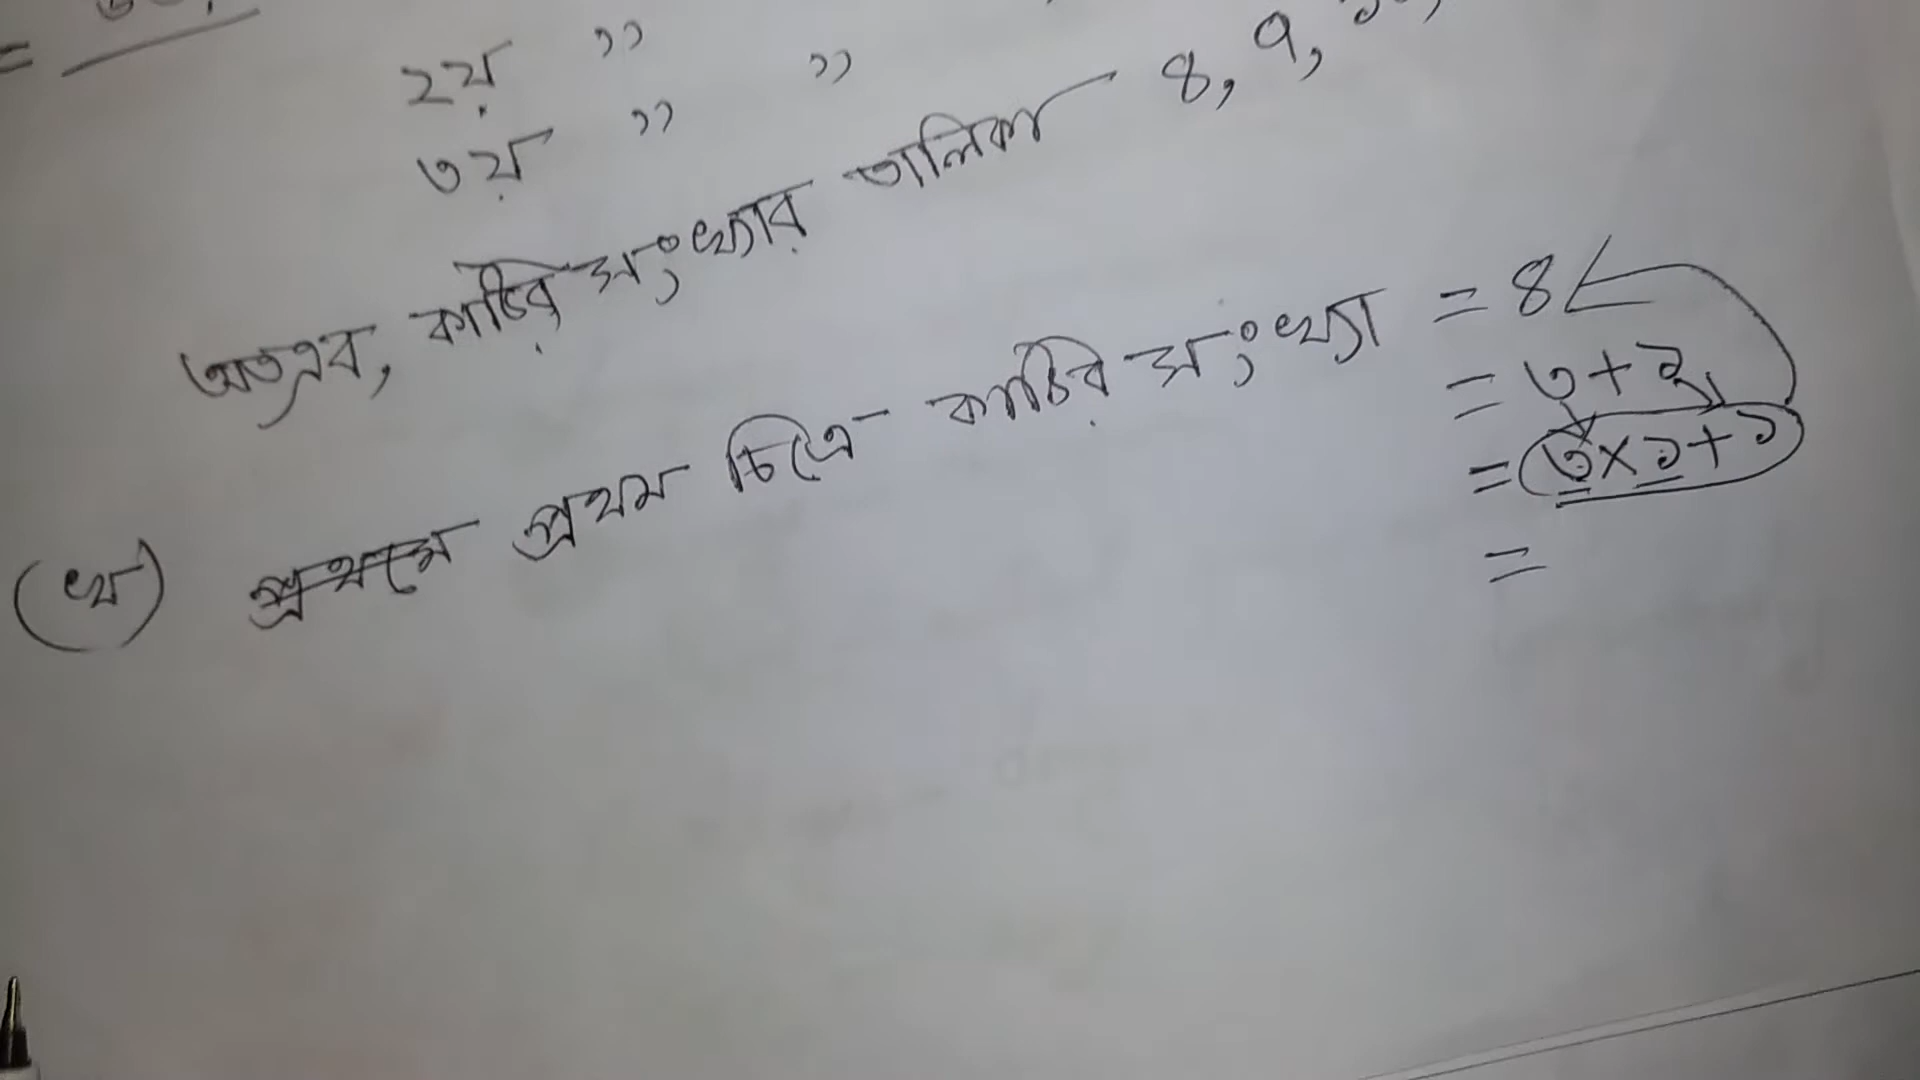 =
২য় ” ”
৩য় ”
অতএব, কাঠির সংখ্যার তালিকা ৪, ৭,
(খ) প্রথমে প্রথম চিত্রে কাঠির সংখ্যা = ৪
= ৩+১
= ৩×১+১
=